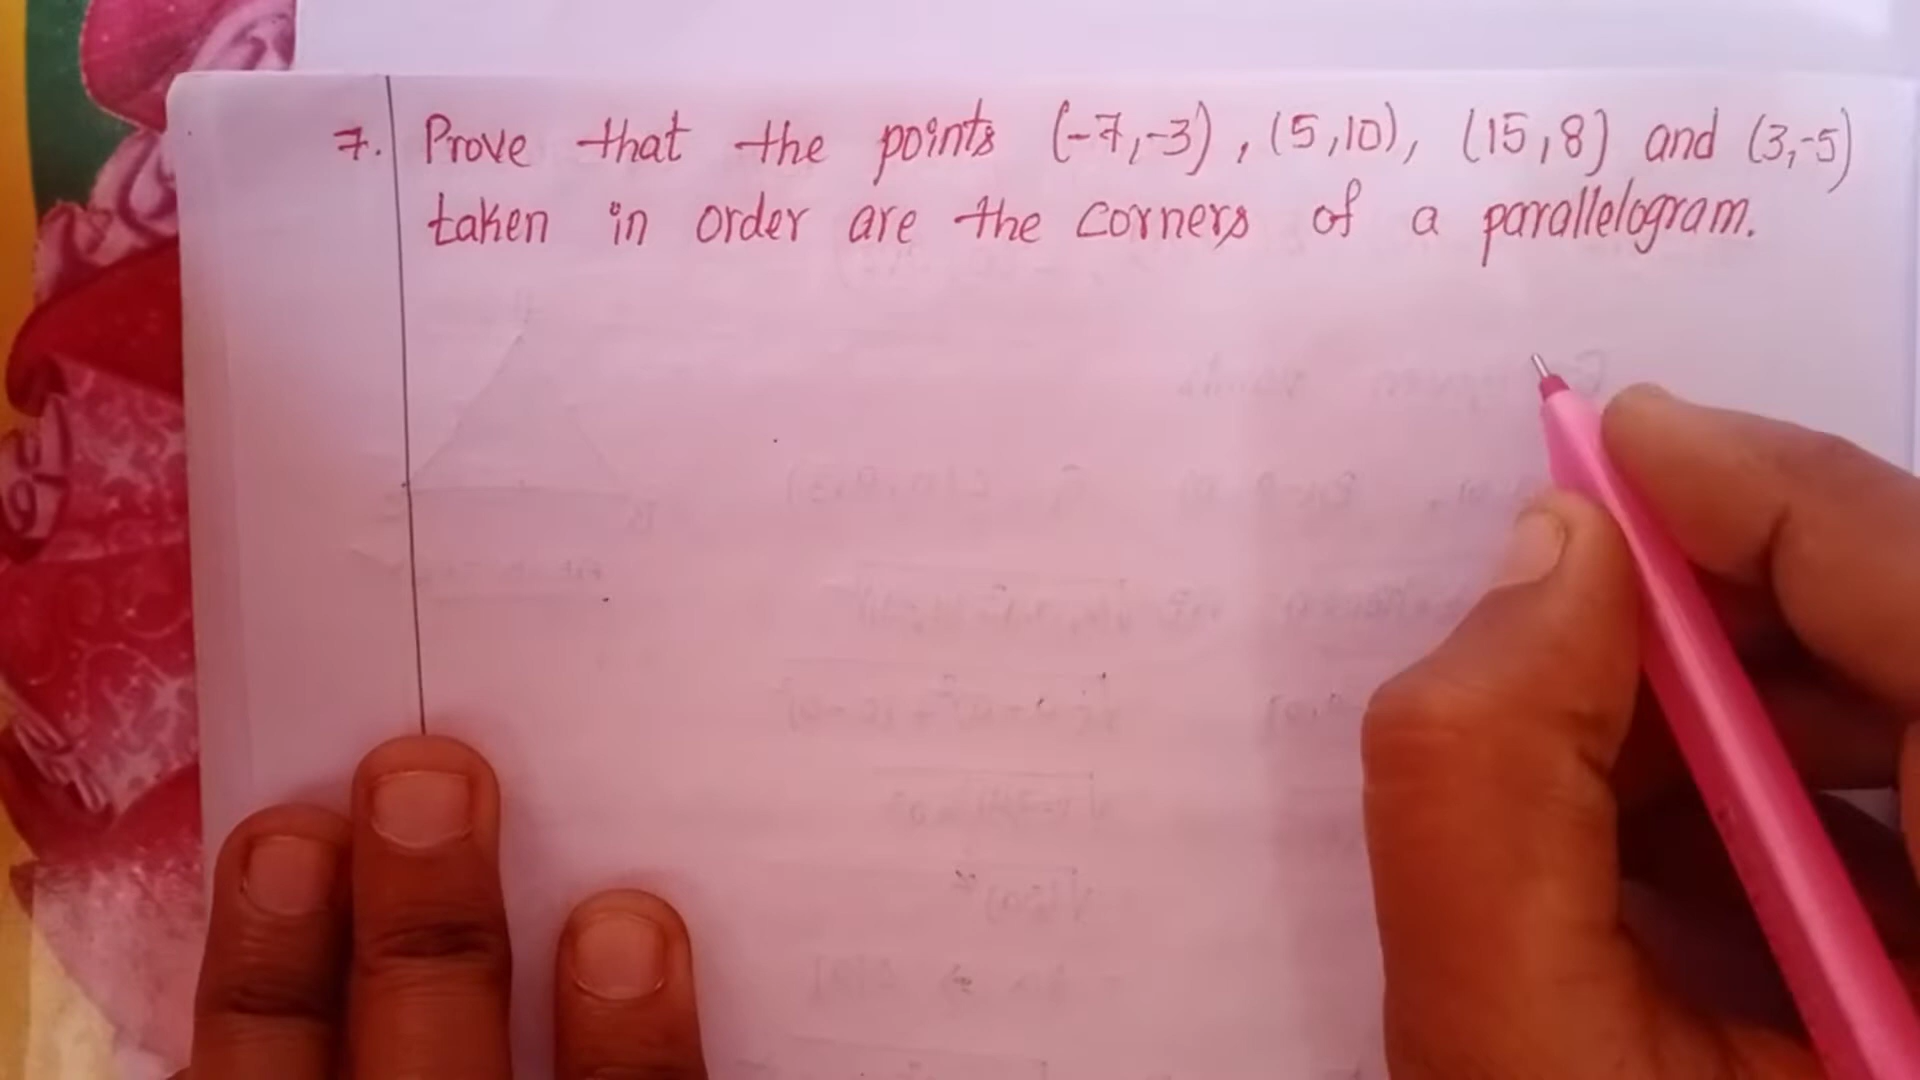 7. Prove that the points (-7,-3), (5,10), (15,8) and (3,-5)
taken in order are the corners of a parallelogram.